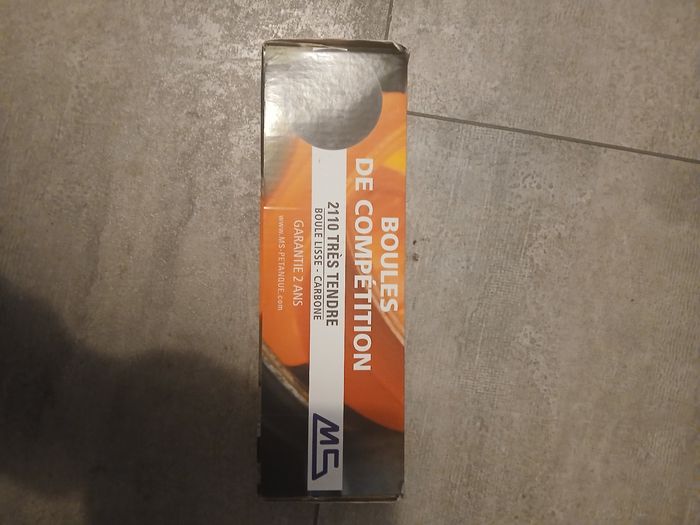 BOULES
DE COMPÉTITION
2110 TRÈS TENDRE
BOULE LISSE - CARBONE
GARANTIE 2 ANS
www.MS-PETANQUE.com
MS